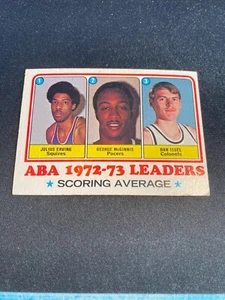 1 2 3
JULIUS ERVING GEORGE McGINNIS DAN ISSEL
Squires Pacers Colonels
ABA 1972-73 LEADERS
SCORING AVERAGE